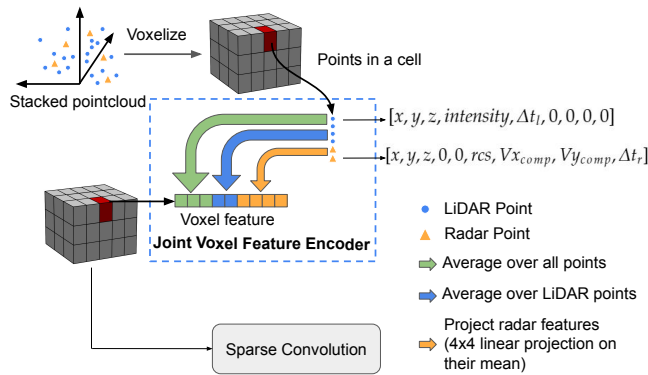 Voxelize
Stacked pointcloud
Points in a cell
[x, y, z, intensity, Δt_l, 0, 0, 0, 0]
[x, y, z, 0, 0, rcs, Vx_comp, Vy_comp, Δt_r]
Voxel feature
Joint Voxel Feature Encoder
LiDAR Point
Radar Point
Average over all points
Average over LiDAR points
Project radar features
(4x4 linear projection on
their mean)
Sparse Convolution